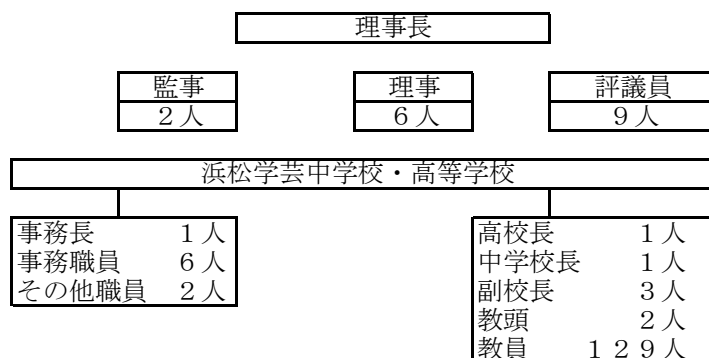 理事長
監事 理事 評議員
２人 ６人 ９人
浜松学芸中学校・高等学校
事務長 １人
事務職員 ６人
その他職員 ２人
高校長 １人
中学校長 １人
副校長 ３人
教頭 ２人
教員 １２９人